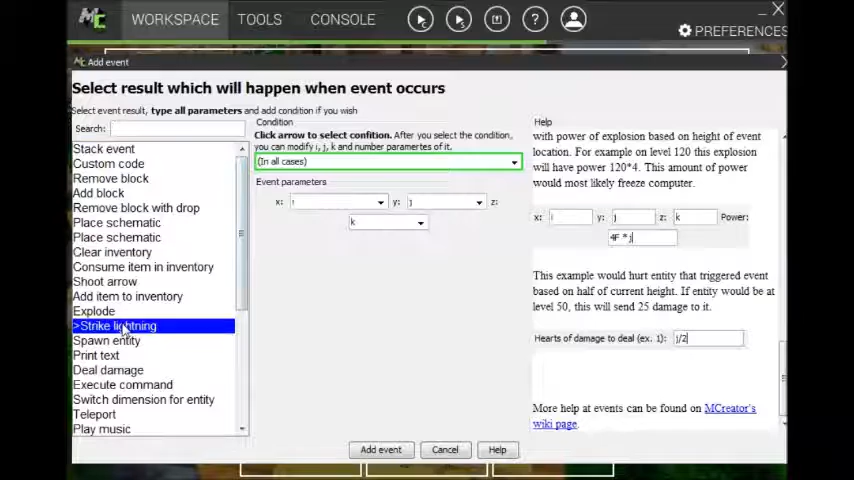 WORKSPACE TOOLS CONSOLE
PREFERENCES
Add event
Select result which will happen when event occurs
Select event result, type all parameters and add condition if you wish
Search:
Stack event
Custom code
Remove block
Add block
Remove block with drop
Place schematic
Place schematic
Clear inventory
Consume item in inventory
Shoot arrow
Add item to inventory
Explode
>Strike lightning
Spawn entity
Print text
Deal damage
Execute command
Switch dimension for entity
Teleport
Play music
Condition
Click arrow to select confition. After you select the condition,
you can modify i, j, k and number parametres of it.
(In all cases)
Event parameters
x: i y: j z:
k
Add event Cancel Help
Help
with power of explosion based on height of event
location. For example on level 120 this explosion
will have power 120*4. This amount of power
would most likely freeze computer.
x: i y: j z: k Power:
4F *j
This example would hurt entity that triggered event
based on half of current height. If entity would be at
level 50, this will send 25 damage to it.
Hearts of damage to deal (ex. 1): j/2
More help at events can be found on MCreator's
wiki page.